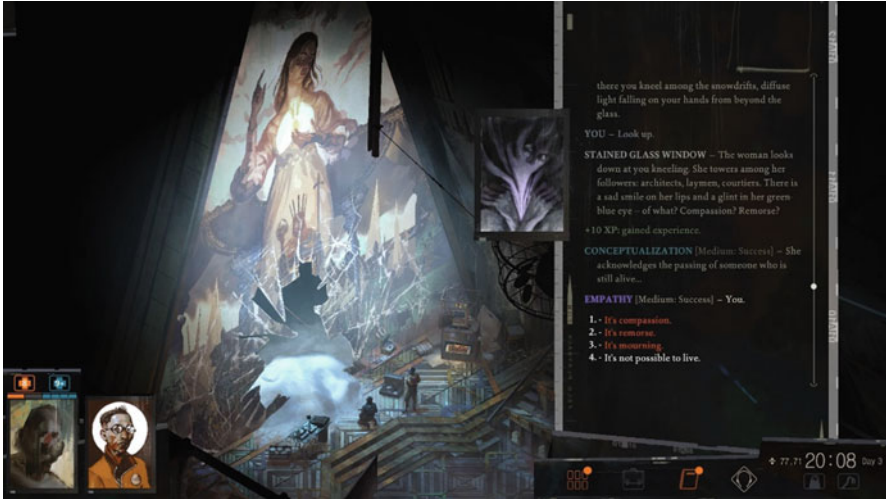 there you kneel among the snowdrifts, diffuse
light falling on your hands from beyond the
glass.
YOU – Look up.
STAINED GLASS WINDOW – The woman looks
down at you kneeling. She towers among her
followers: architects, laymen, courtiers. There is
a sad smile on her lips and a glint in her green
blue eye – of what? Compassion? Remorse?
+10 XP: gained experience.
CONCEPTUALIZATION [Medium: Success] – She
acknowledges the passing of someone who is
still alive...
EMPATHY [Medium: Success] – You.
1. - It's compassion.
2. - It's remorse.
3. - It's mourning.
4. - It's not possible to live.
77.71 20:08 Day 3